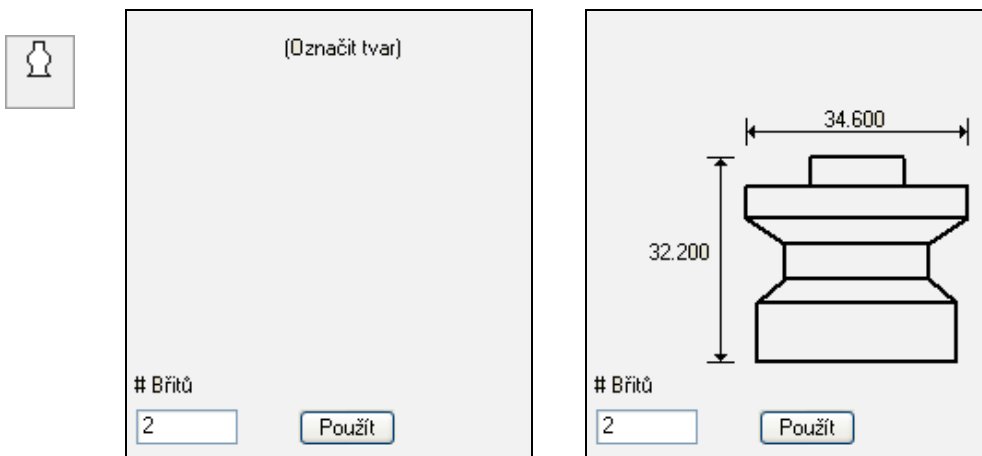 (Označit tvar)
# Břitů
2
Použít
34.600
32.200
# Břitů
2
Použít